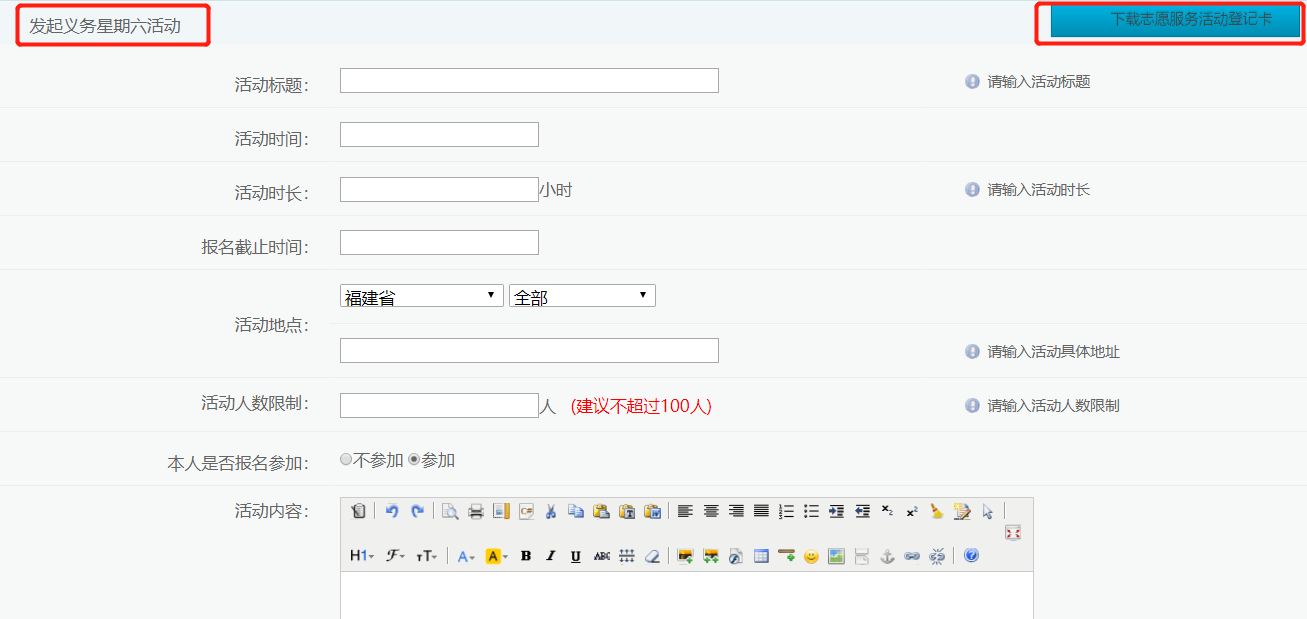 发起义务星期六活动
下载志愿服务活动登记卡
活动标题:
请输入活动标题
活动时间:
活动时长:
小时
请输入活动时长
报名截止时间:
福建省
全部
活动地点:
请输入活动具体地址
活动人数限制:
人 (建议不超过100人)
请输入活动人数限制
本人是否报名参加:
不参加 参加
活动内容:
H1 F тT A A B I U ABC